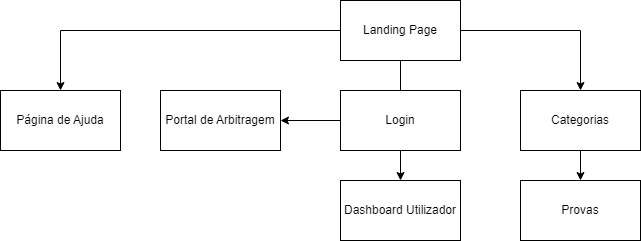 Landing Page
Página de Ajuda
Portal de Arbitragem
Login
Categorias
Dashboard Utilizador
Provas